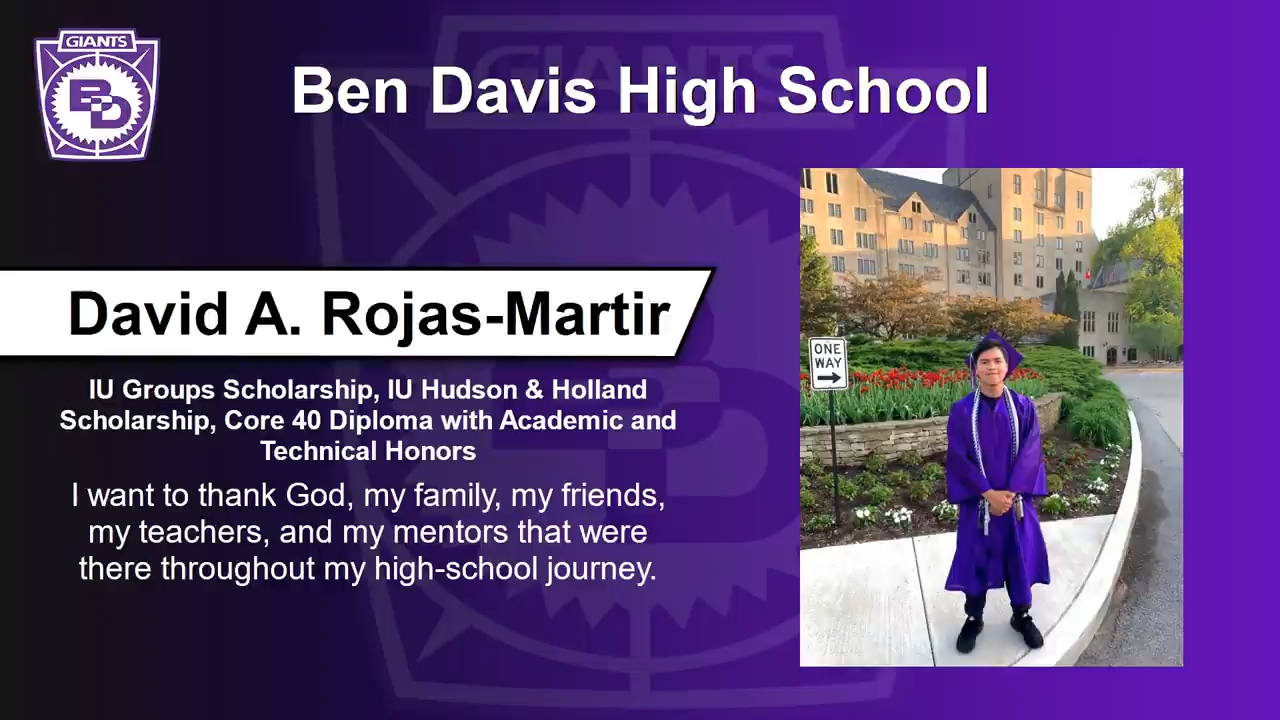 GIANTS
BD
GIANTS
Ben Davis High School
David A. Rojas-Martir
IU Groups Scholarship, IU Hudson & Holland
Scholarship, Core 40 Diploma with Academic and
Technical Honors
I want to thank God, my family, my friends,
my teachers, and my mentors that were
there throughout my high-school journey.
ONE
WAY